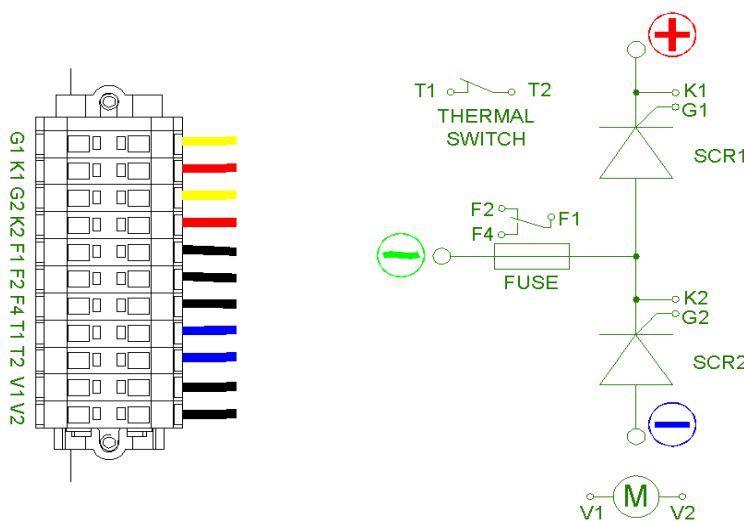 G1
K1
G2
K2
F1
F2
F4
T1
T2
V1
V2
T1
T2
THERMAL
SWITCH
K1
G1
SCR1
F2
F1
F4
FUSE
K2
G2
SCR2
M
V1
V2